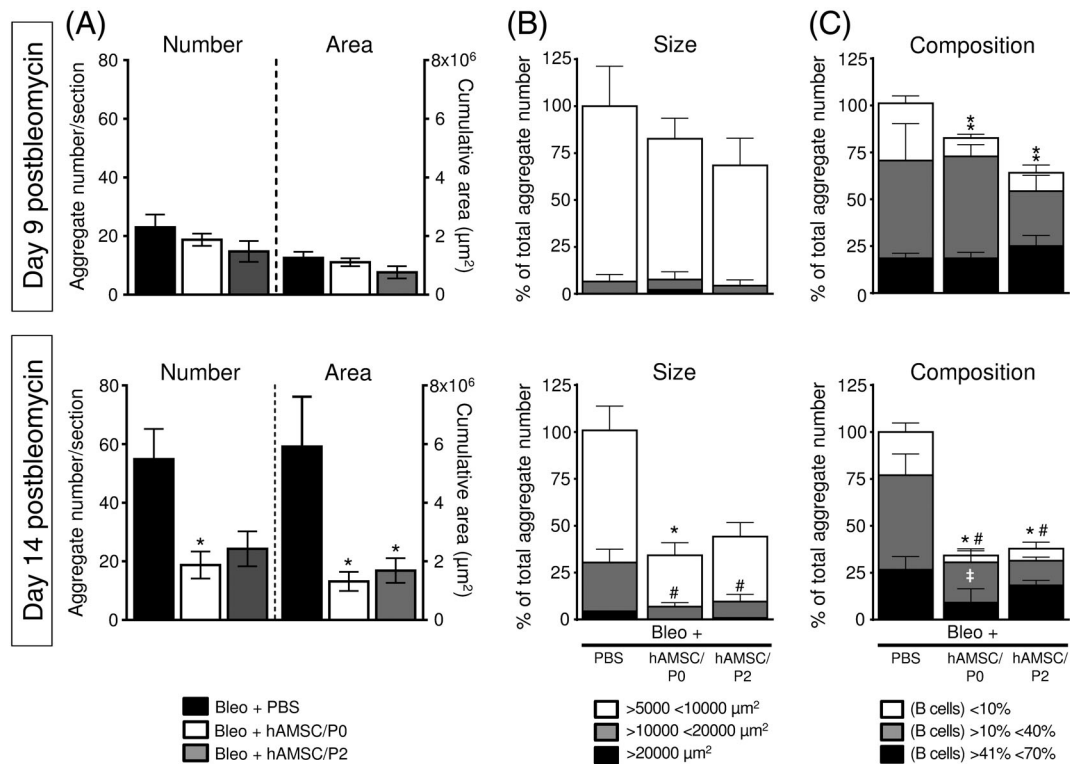 Day 9 postbleomycin
(A)
Number
Area
Aggregate number/section
80
60
40
20
0
8x10⁶
6
4
2
0
Cumulative area (µm²)
(B)
Size
% of total aggregate number
125
100
75
50
25
0
(C)
Composition
% of total aggregate number
125
100
75
50
25
0
*
*
*
*
Day 14 postbleomycin
Number
Area
Aggregate number/section
80
60
40
20
0
*
*
*
8x10⁶
6
4
2
0
Cumulative area (µm²)
Size
% of total aggregate number
125
100
75
50
25
0
*
#
#
Bleo +
PBS
hAMSC/
P0
hAMSC/
P2
Composition
% of total aggregate number
125
100
75
50
25
0
* #
‡
* #
Bleo +
PBS
hAMSC/
P0
hAMSC/
P2
Bleo + PBS
Bleo + hAMSC/P0
Bleo + hAMSC/P2
>5000 <10000 µm²
>10000 <20000 µm²
>20000 µm²
(B cells) <10%
(B cells) >10% <40%
(B cells) >41% <70%